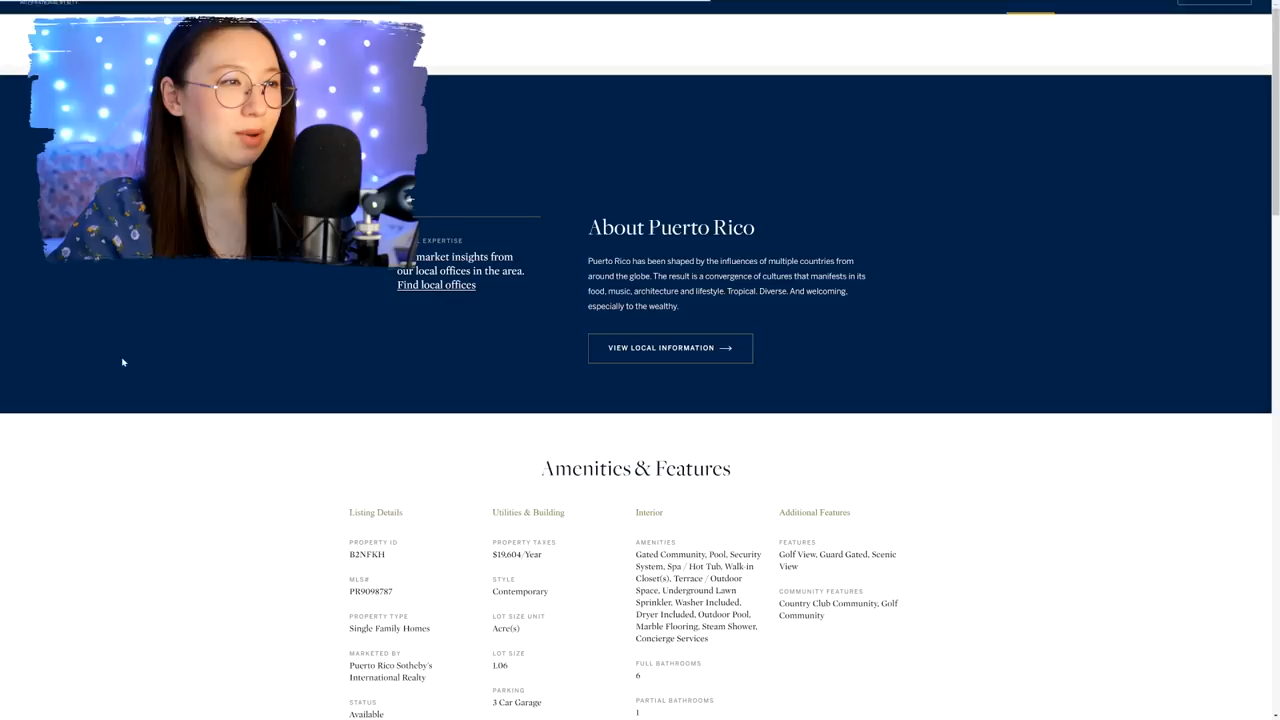 EXPERTISE
market insights from
our local offices in the area.
Find local offices
About Puerto Rico
Puerto Rico has been shaped by the influences of multiple countries from
around the globe. The result is a convergence of cultures that manifests in its
food, music, architecture and lifestyle. Tropical. Diverse. And welcoming,
especially to the wealthy.
VIEW LOCAL INFORMATION
Amenities & Features
Listing Details
PROPERTY ID
B2NFKH
MLS#
PR9098787
PROPERTY TYPE
Single Family Homes
MARKETED BY
Puerto Rico Sotheby's
International Realty
STATUS
Available
Utilities & Building
PROPERTY TAXES
$19,604/Year
STYLE
Contemporary
LOT SIZE UNIT
Acre(s)
LOT SIZE
1.06
PARKING
3 Car Garage
Interior
AMENITIES
Gated Community, Pool, Security
System, Spa / Hot Tub, Walk-in
Closet(s), Terrace / Outdoor
Space, Underground Lawn
Sprinkler, Washer Included,
Dryer Included, Outdoor Pool,
Marble Flooring, Steam Shower,
Concierge Services
FULL BATHROOMS
6
PARTIAL BATHROOMS
1
Additional Features
FEATURES
Golf View, Guard Gated, Scenic
View
COMMUNITY FEATURES
Country Club Community, Golf
Community